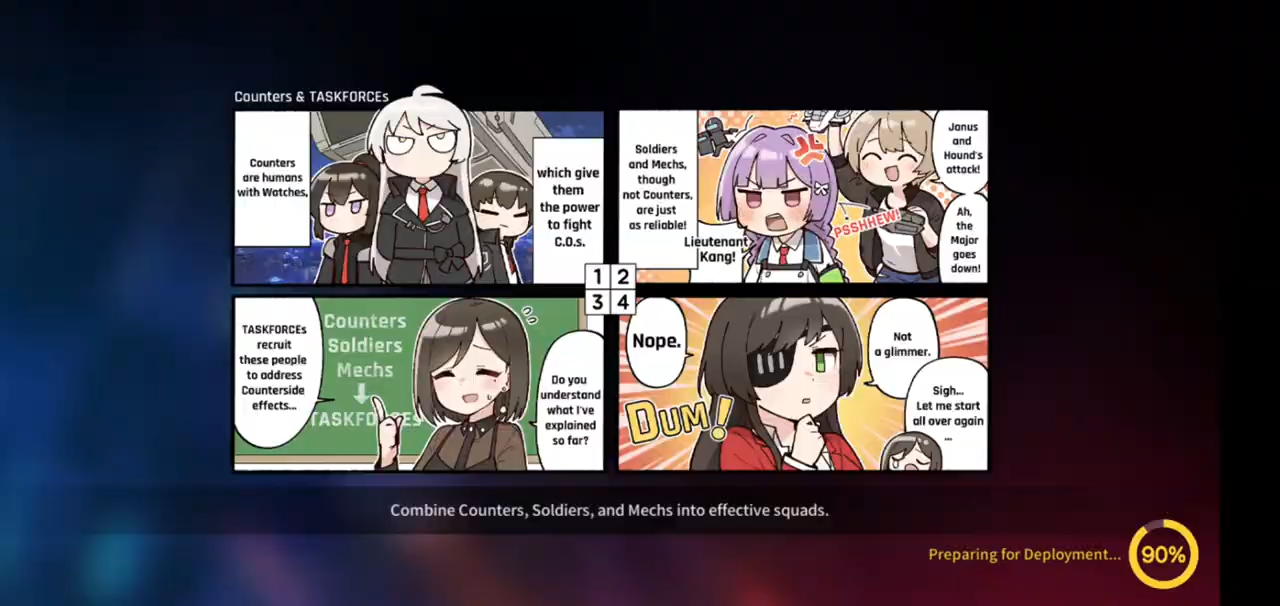 Counters & TASKFORCEs
Counters
are humans
with Watches,
which give
them
the power
to fight
C.O.s.
Soldiers
and Mechs,
though
not Counters,
are just
as reliable!
Lieutenant
Kang!
PSSHHEW!
Janus
and
Hound's
attack!
Ah,
the
Major
goes
down!
1 2
3 4
TASKFORCEs
recruit
these people
to address
Counterside
effects...
Counters
Soldiers
Mechs
TASKFORCEs
Do you
understand
what I've
explained
so far?
Nope.
DUM!
Not
a glimmer.
Sigh...
Let me start
all over again
...
Combine Counters, Soldiers, and Mechs into effective squads.
Preparing for Deployment... 90%